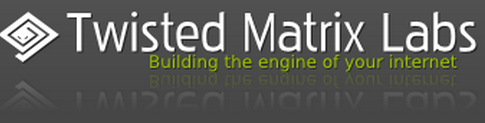 Twisted Matrix Labs
Building the engine of your internet